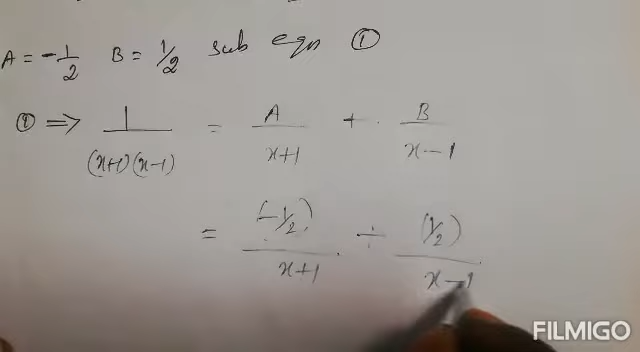 A = -1/2 B = 1/2 sub eqn ①
① ⟹ 1/((x+1)(x-1)) = A/(x+1) + B/(x-1)
= (-1/2)/(x+1) + (1/2)/(x-1)
FILMIGO